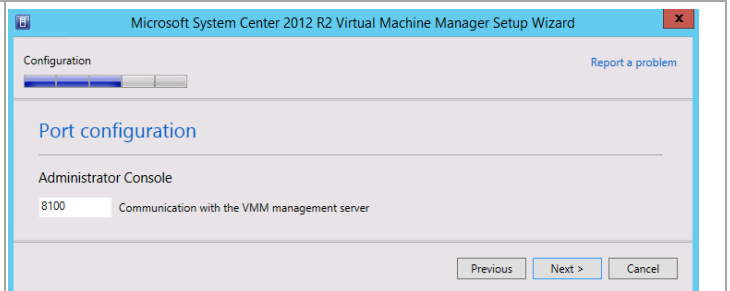 Microsoft System Center 2012 R2 Virtual Machine Manager Setup Wizard
x
Configuration
Report a problem
Port configuration
Administrator Console
8100 Communication with the VMM management server
Previous Next > Cancel